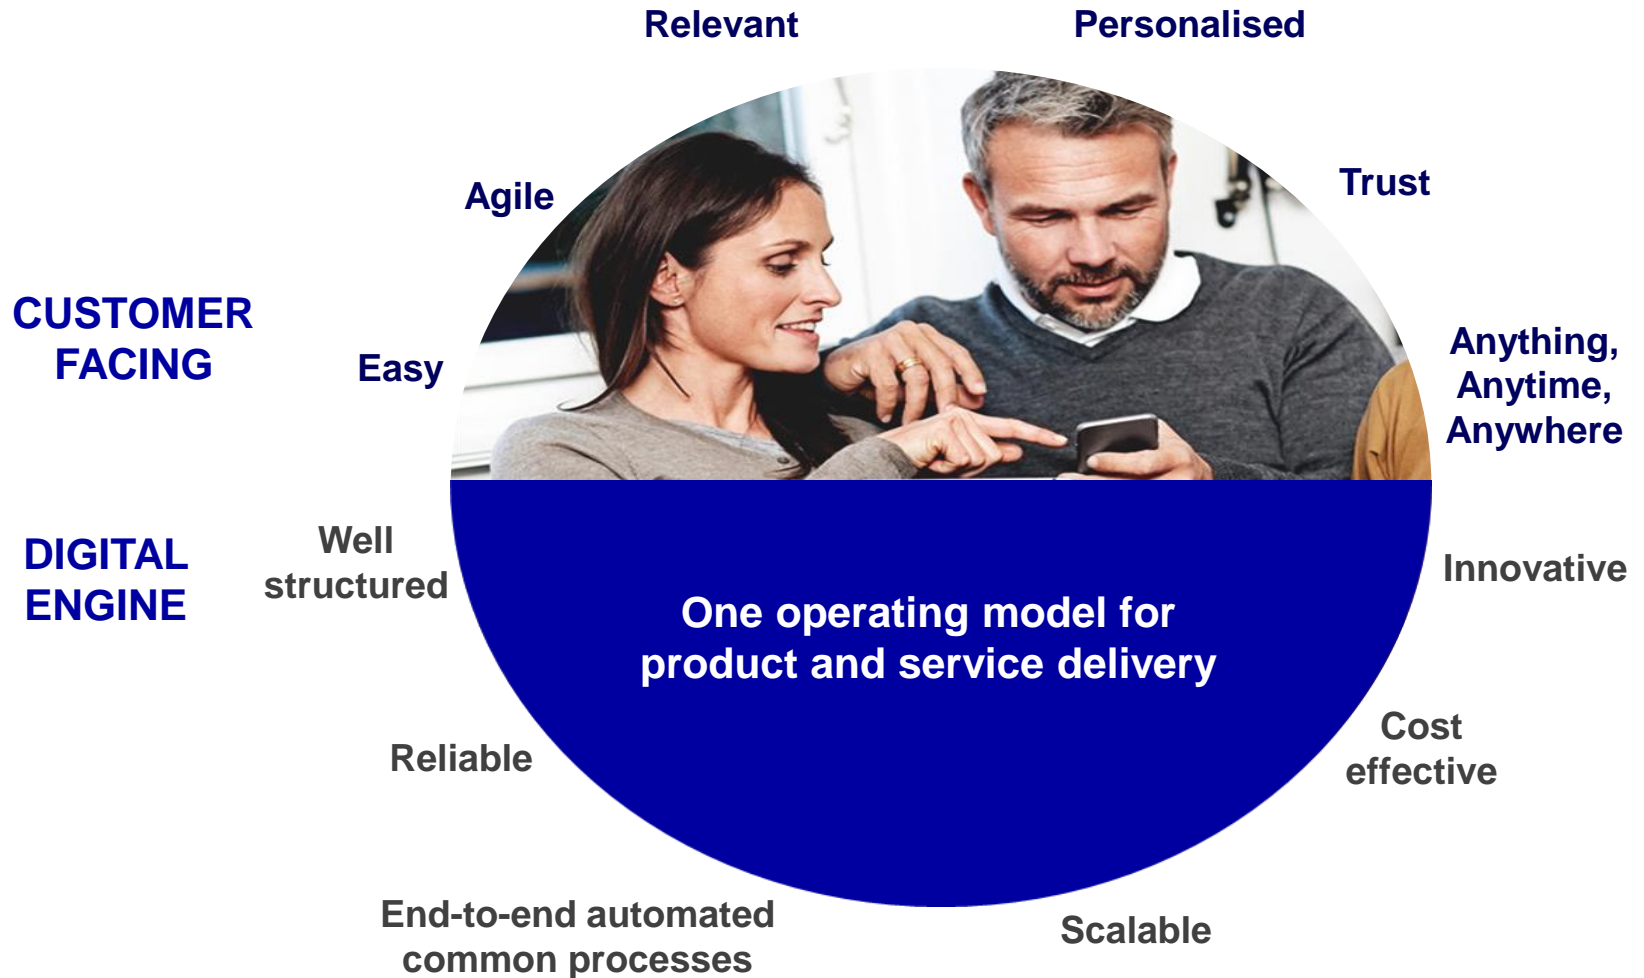 Relevant
Personalised
Agile
Trust
CUSTOMER
FACING
Easy
Anything,
Anytime,
Anywhere
DIGITAL
ENGINE
Well
structured
Innovative
One operating model for
product and service delivery
Reliable
Cost
effective
End-to-end automated
common processes
Scalable